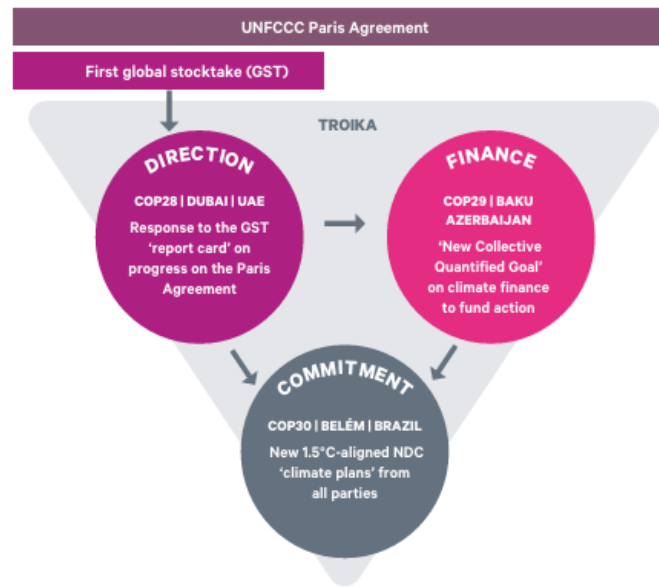 UNFCCC Paris Agreement
First global stocktake (GST)
TROIKA
DIRECTION
COP28 | DUBAI | UAE
Response to the GST
‘report card’ on
progress on the Paris
Agreement
FINANCE
COP29 | BAKU
AZERBAIJAN
‘New Collective
Quantified Goal’
on climate finance
to fund action
COMMITMENT
COP30 | BELÉM | BRAZIL
New 1.5°C-aligned NDC
‘climate plans’ from
all parties